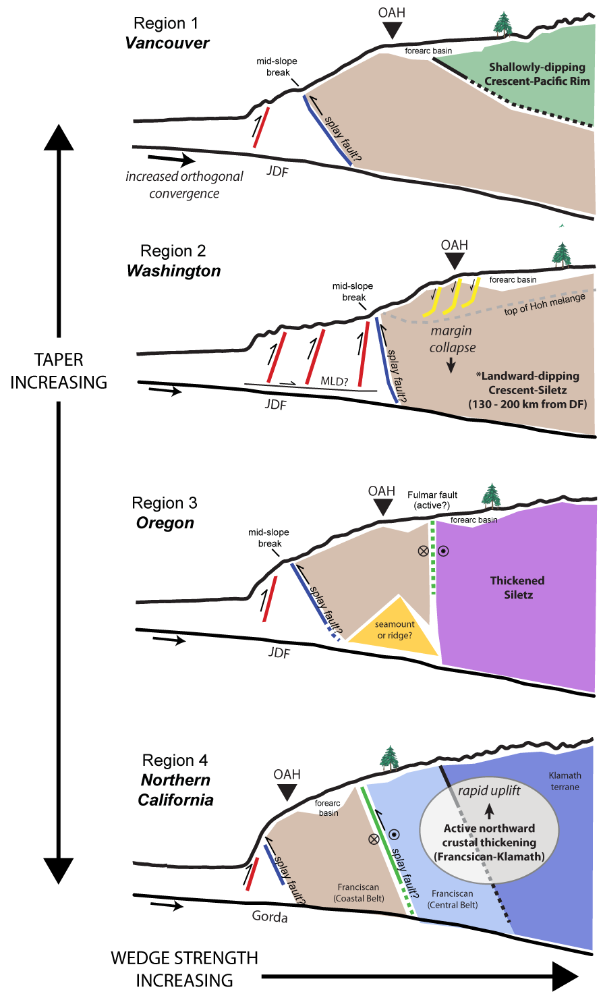 Region 1
Vancouver
OAH
forearc basin
mid-slope
break
Shallowly-dipping
Crescent-Pacific Rim
splay fault?
JDF
increased orthogonal
convergence
TAPER
INCREASING
Region 2
Washington
OAH
forearc basin
mid-slope
break
top of Hoh melange
margin
collapse
MLD?
splay fault?
*Landward-dipping
Crescent-Siletz
(130 - 200 km from DF)
JDF
Region 3
Oregon
OAH
Fulmar fault
(active?)
forearc basin
mid-slope
break
splay fault?
Thickened
Siletz
seamount
or ridge?
JDF
Region 4
Northern
California
OAH
forearc
basin
Klamath
terrane
rapid uplift
Active northward
crustal thickening
(Francsican-Klamath)
splay fault?
splay fault?
Franciscan
(Coastal Belt)
Franciscan
(Central Belt)
Gorda
WEDGE STRENGTH
INCREASING